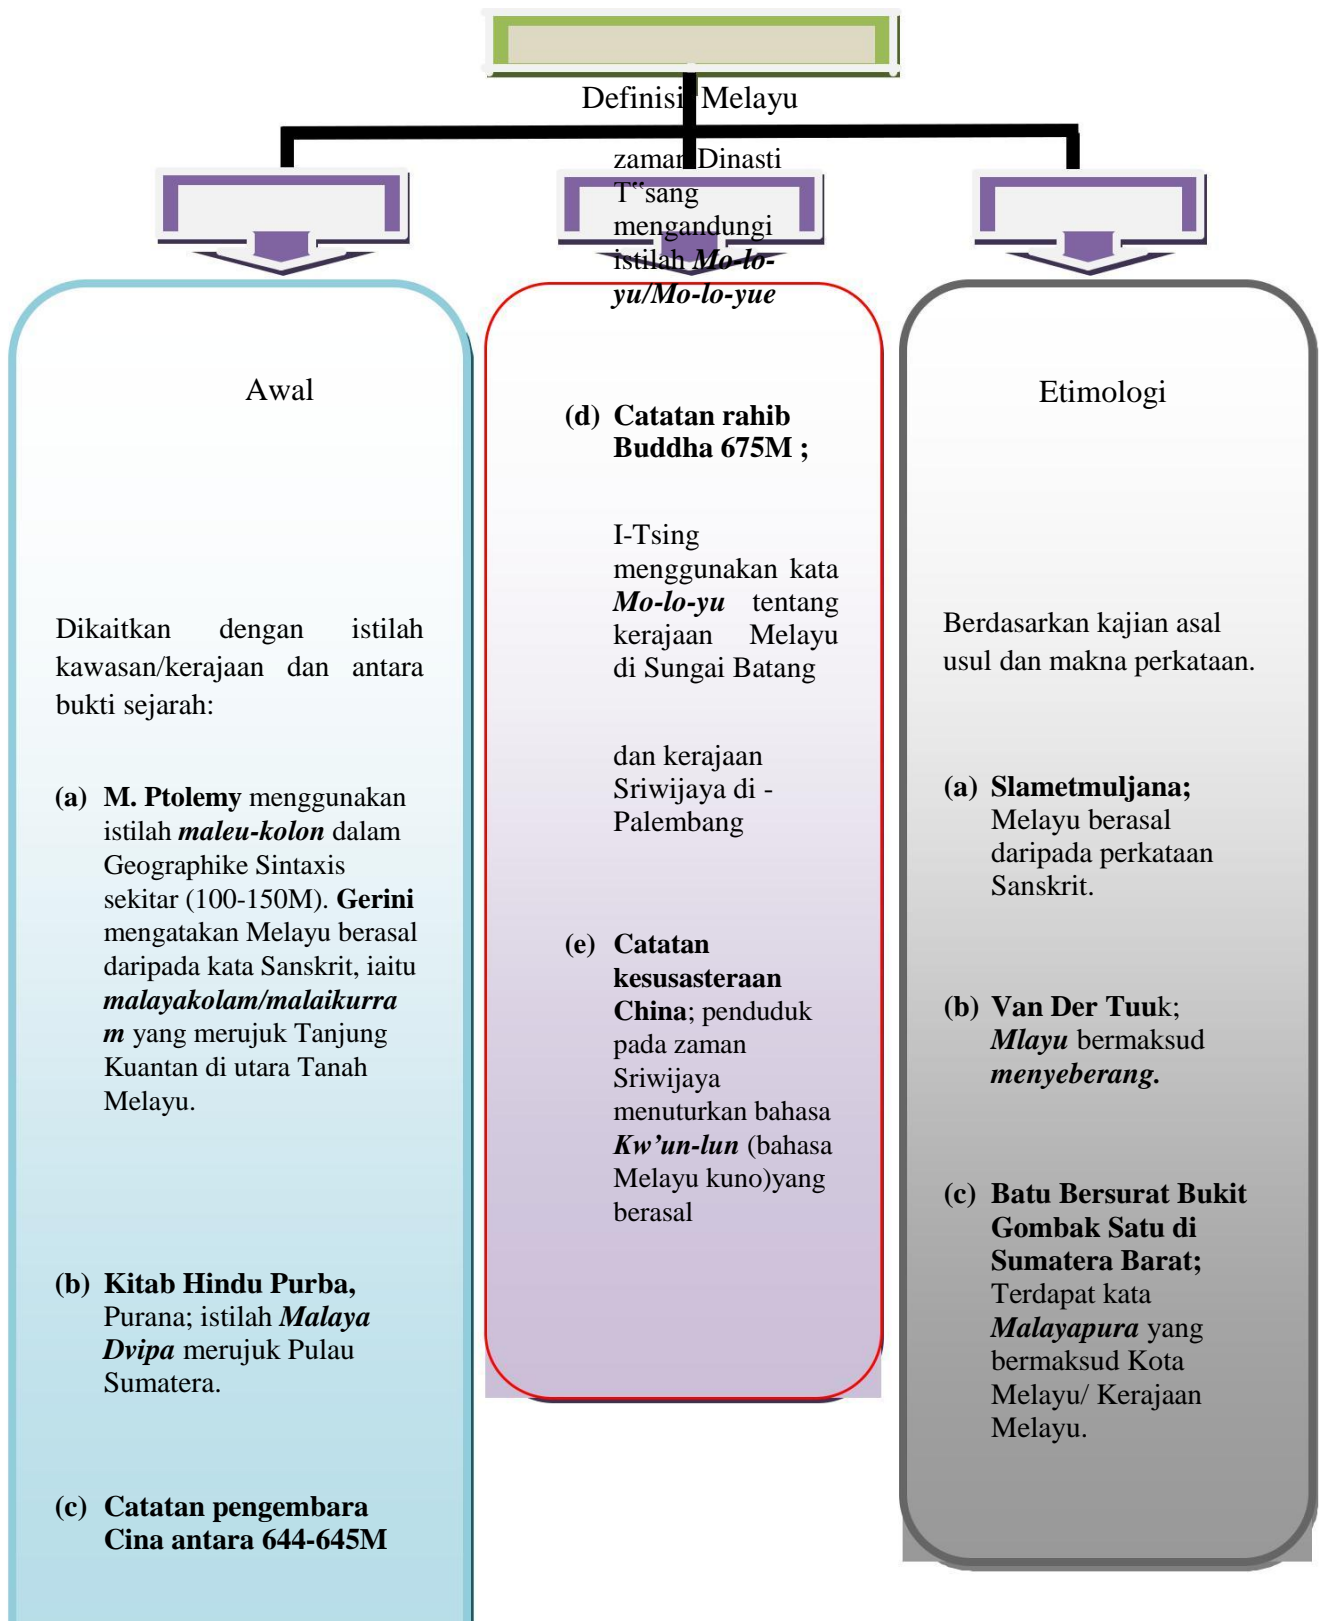 Definisi Melayu
Awal
Dikaitkan dengan istilah
kawasan/kerajaan dan antara
bukti sejarah:
(a) M. Ptolemy menggunakan
istilah maleu-kolon dalam
Geographike Sintaxis
sekitar (100-150M). Gerini
mengatakan Melayu berasal
daripada kata Sanskrit, iaitu
malayakolam/malaikurra
m yang merujuk Tanjung
Kuantan di utara Tanah
Melayu.
(b) Kitab Hindu Purba,
Purana; istilah Malaya
Dvipa merujuk Pulau
Sumatera.
(c) Catatan pengembara
Cina antara 644-645M
zaman Dinasti
T‟sang
mengandungi
istilah Mo-lo-
yu/Mo-lo-yue
(d) Catatan rahib
Buddha 675M ;
I-Tsing
menggunakan kata
Mo-lo-yu tentang
kerajaan Melayu
di Sungai Batang
dan kerajaan
Sriwijaya di -
Palembang
(e) Catatan
kesusasteraan
China; penduduk
pada zaman
Sriwijaya
menuturkan bahasa
Kw’un-lun (bahasa
Melayu kuno)yang
berasal
Etimologi
Berdasarkan kajian asal
usul dan makna perkataan.
(a) Slametmuljana;
Melayu berasal
daripada perkataan
Sanskrit.
(b) Van Der Tuuk;
Mlayu bermaksud
menyeberang.
(c) Batu Bersurat Bukit
Gombak Satu di
Sumatera Barat;
Terdapat kata
Malayapura yang
bermaksud Kota
Melayu/ Kerajaan
Melayu.